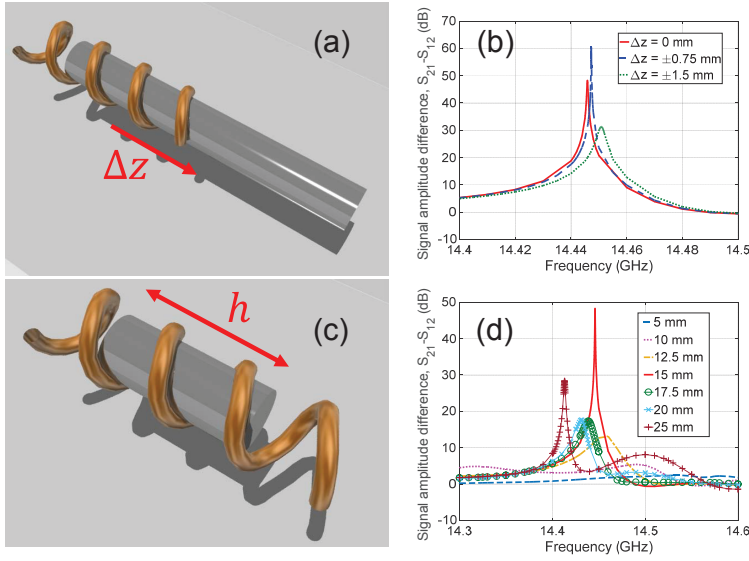 (a)
Δz
(b)
Signal amplitude difference, S21-S12 (dB)
70
60
50
40
30
20
10
0
-10
Δz = 0 mm
Δz = ±0.75 mm
Δz = ±1.5 mm
14.4 14.42 14.44 14.46 14.48 14.5
Frequency (GHz)
(c)
h
(d)
Signal amplitude difference, S21-S12 (dB)
50
40
30
20
10
0
-10
5 mm
10 mm
12.5 mm
15 mm
17.5 mm
20 mm
25 mm
14.3 14.4 14.5 14.6
Frequency (GHz)